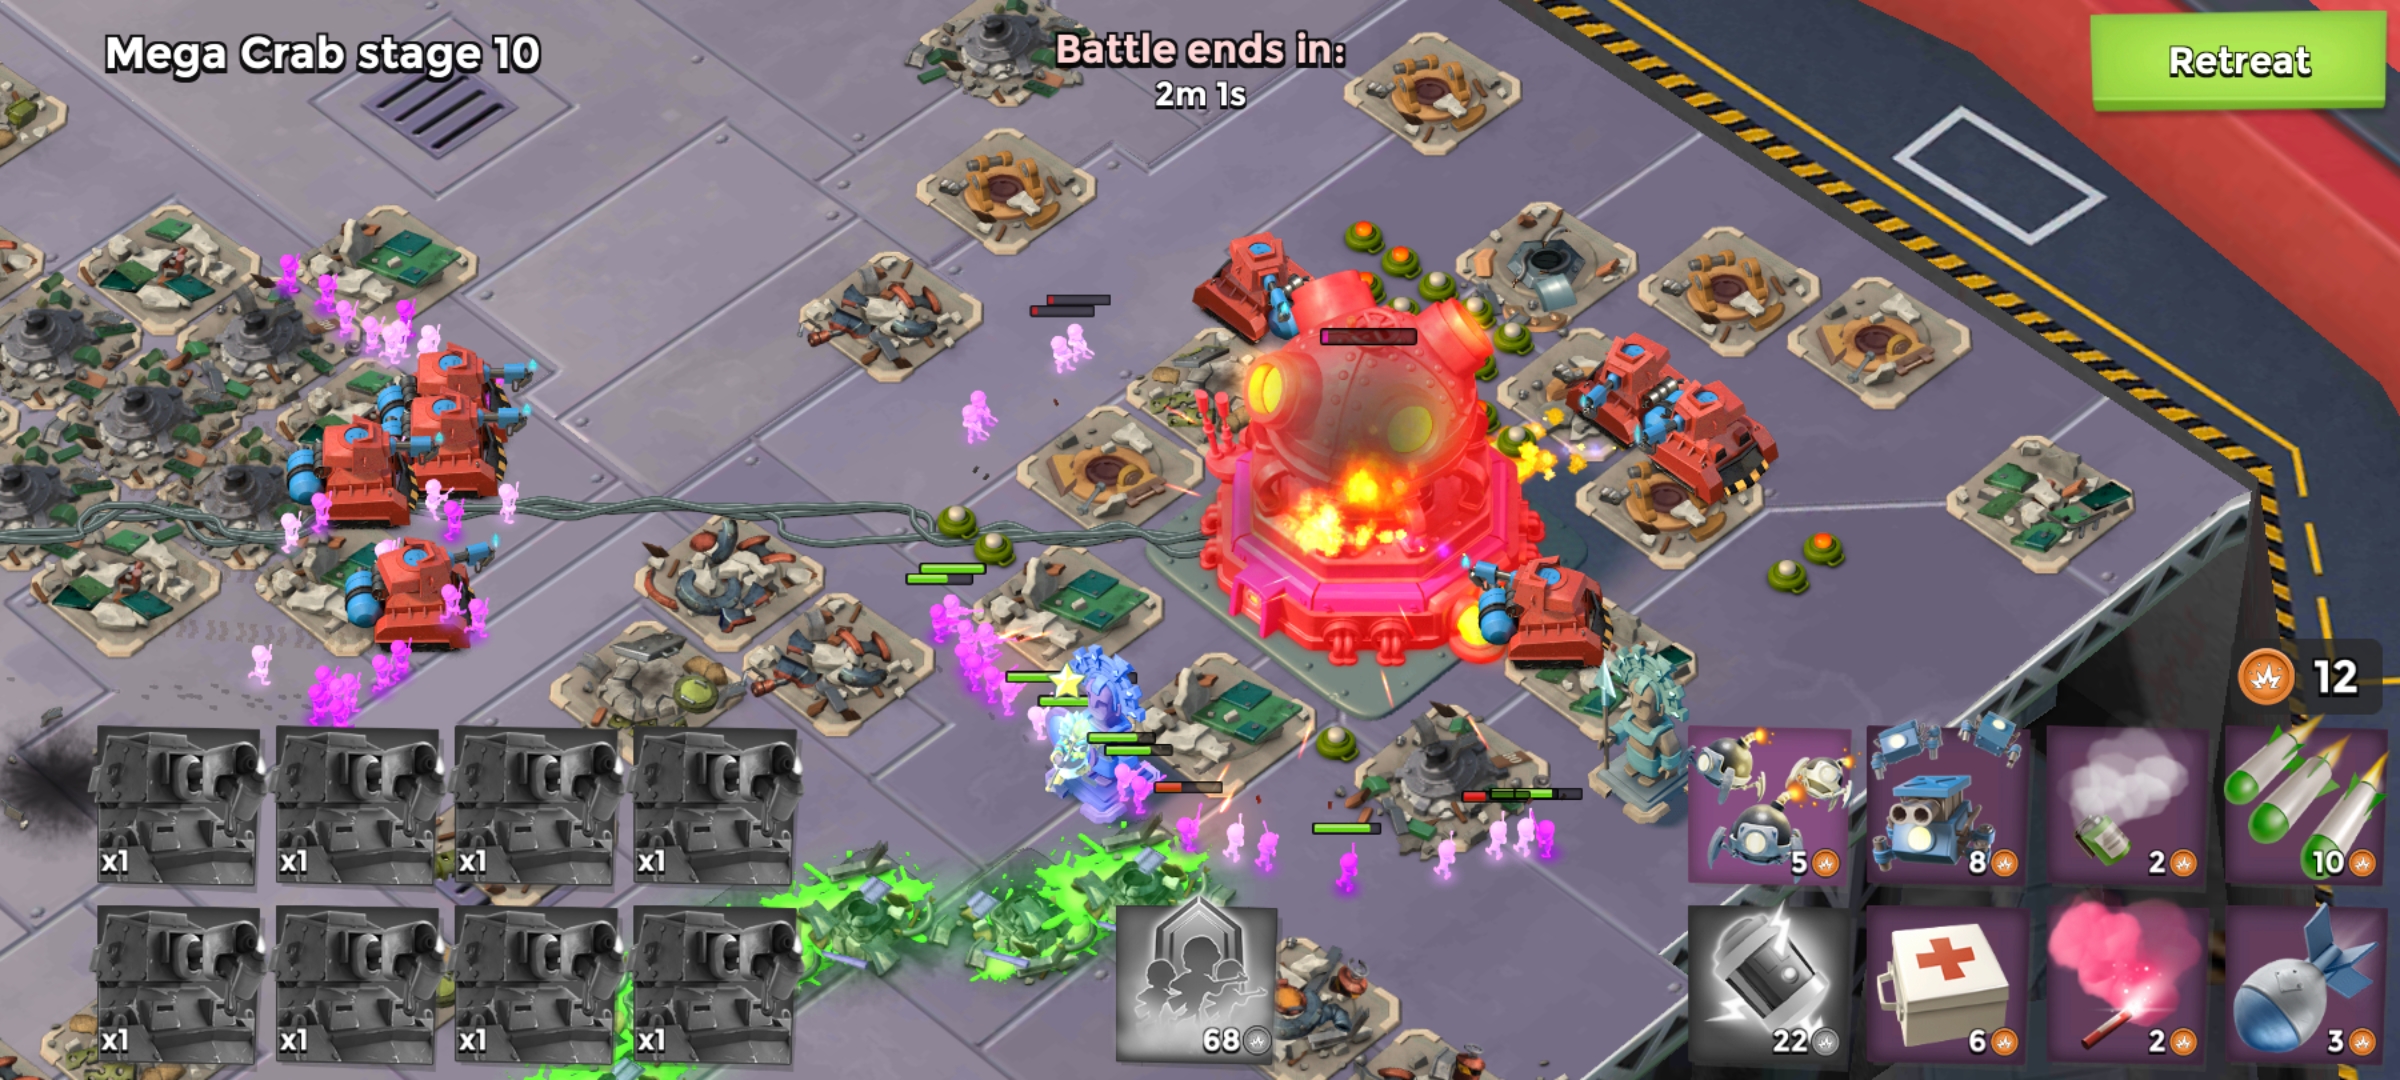 Mega Crab stage 10
Battle ends in:
2m 1s
Retreat
12
x1
x1
x1
x1
5
8
2
10
x1
x1
x1
x1
68
22
6
2
3